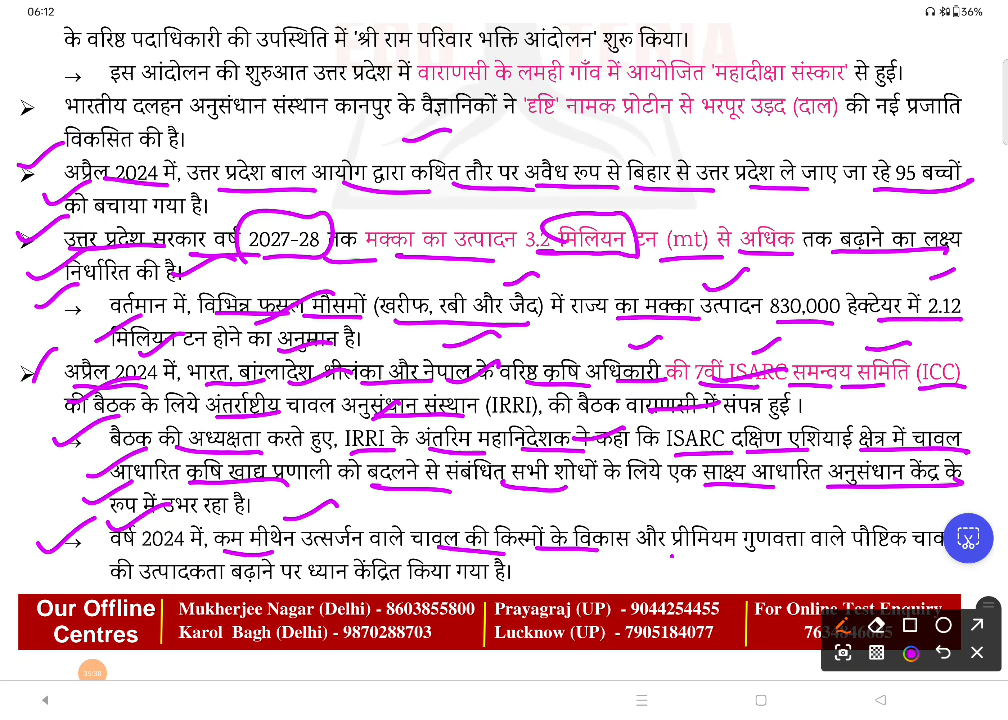 06:12 36%
के वरिष्ठ पदाधिकारी की उपस्थिति में 'श्री राम परिवार भक्ति आंदोलन' शुरू किया।
→ इस आंदोलन की शुरुआत उत्तर प्रदेश में वाराणसी के लमही गाँव में आयोजित 'महादीक्षा संस्कार' से हुई।
➢ भारतीय दलहन अनुसंधान संस्थान कानपुर के वैज्ञानिकों ने 'दृष्टि' नामक प्रोटीन से भरपूर उड़द (दाल) की नई प्रजाति
विकसित की है।
➢ अप्रैल 2024 में, उत्तर प्रदेश बाल आयोग द्वारा कथित तौर पर अवैध रूप से बिहार से उत्तर प्रदेश ले जाए जा रहे 95 बच्चों
को बचाया गया है।
➢ उत्तर प्रदेश सरकार वर्ष 2027-28 तक मक्का का उत्पादन 3.2 मिलियन टन (mt) से अधिक तक बढ़ाने का लक्ष्य
निर्धारित की है।
→ वर्तमान में, विभिन्न फसल मौसमों (खरीफ, रबी और जैद) में राज्य का मक्का उत्पादन 830,000 हेक्टेयर में 2.12
मिलियन टन होने का अनुमान है।
➢ अप्रैल 2024 में, भारत, बांग्लादेश, श्रीलंका और नेपाल के वरिष्ठ कृषि अधिकारी की 7वीं ISARC समन्वय समिति (ICC)
की बैठक के लिये अंतर्राष्ट्रीय चावल अनुसंधान संस्थान (IRRI), की बैठक वाराणसी में संपन्न हुई ।
→ बैठक की अध्यक्षता करते हुए, IRRI के अंतरिम महानिदेशक ने कहा कि ISARC दक्षिण एशियाई क्षेत्र में चावल
आधारित कृषि खाद्य प्रणाली को बदलने से संबंधित सभी शोधों के लिये एक साक्ष्य आधारित अनुसंधान केंद्र के
रूप में उभर रहा है।
→ वर्ष 2024 में, कम मीथेन उत्सर्जन वाले चावल की किस्मों के विकास और प्रीमियम गुणवत्ता वाले पौष्टिक चाव
की उत्पादकता बढ़ाने पर ध्यान केंद्रित किया गया है।
Our Offline Centres
Mukherjee Nagar (Delhi) - 8603855800
Karol Bagh (Delhi) - 9870288703
Prayagraj (UP) - 9044254455
Lucknow (UP) - 7905184077
For Online Test Enquiry